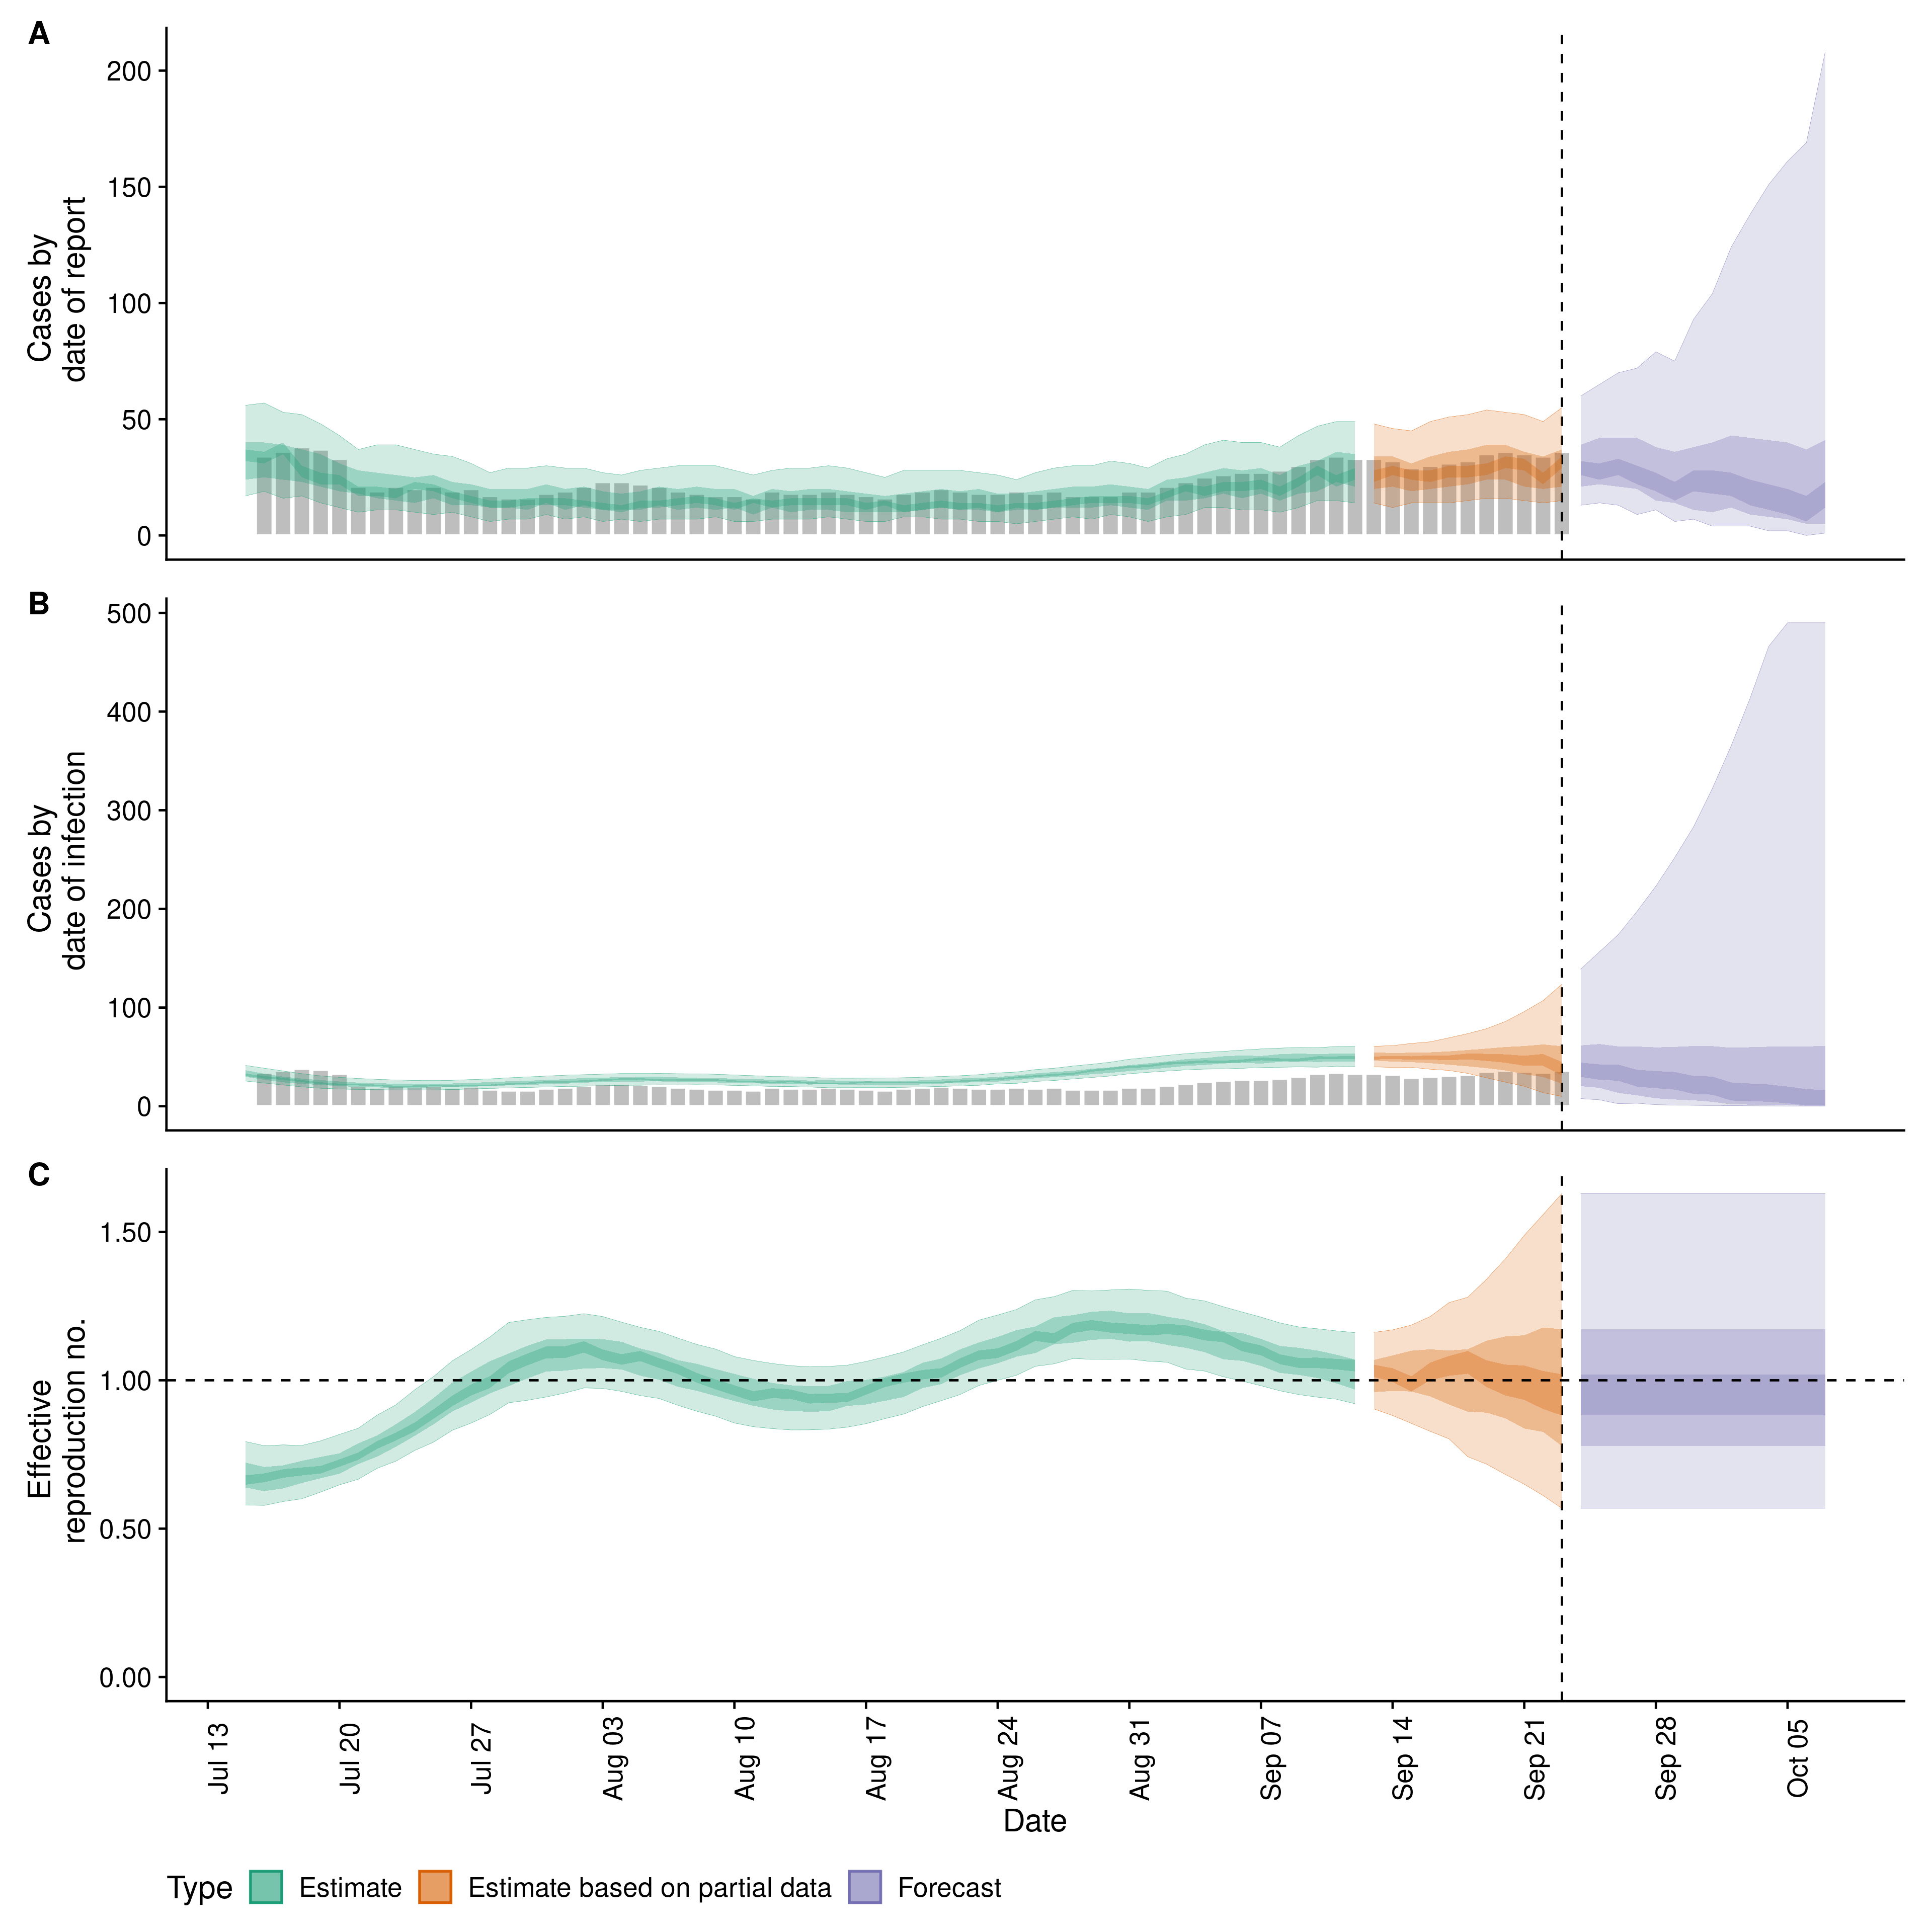 A
200
150
100
50
0
Cases by
date of report
B
500
400
300
200
100
0
Cases by
date of infection
C
1.50
1.00
0.50
0.00
Effective
reproduction no.
Jul 13
Jul 20
Jul 27
Aug 03
Aug 10
Aug 17
Aug 24
Aug 31
Sep 07
Sep 14
Sep 21
Sep 28
Oct 05
Date
Type Estimate Estimate based on partial data Forecast